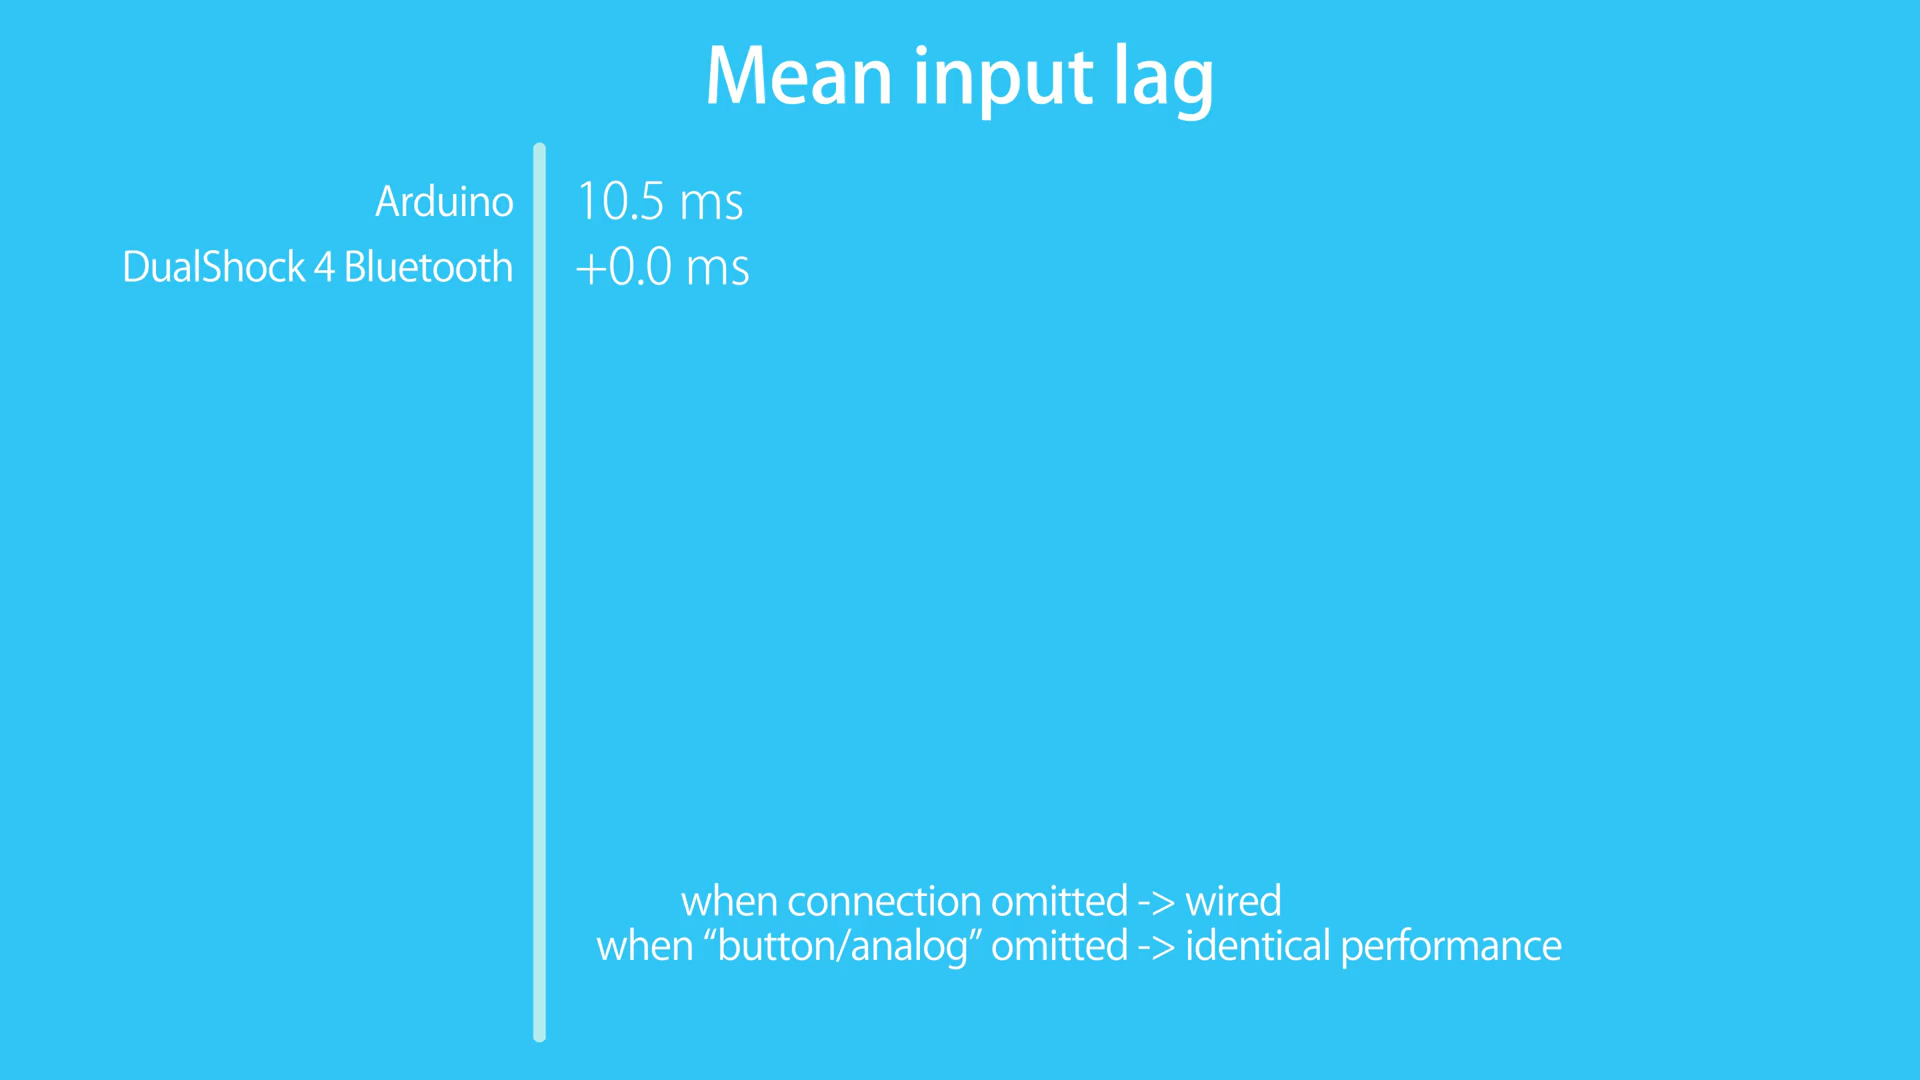 Mean input lag
Arduino 10.5 ms
DualShock 4 Bluetooth +0.0 ms
when connection omitted -> wired
when “button/analog” omitted -> identical performance